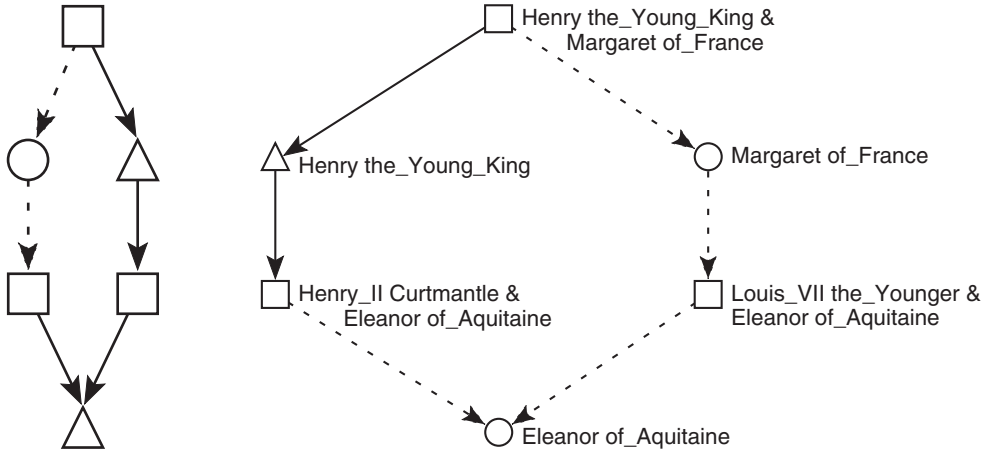 Henry the_Young_King &
Margaret of_France
Henry the_Young_King
Margaret of_France
Henry_II Curtmantle &
Eleanor of_Aquitaine
Louis_VII the_Younger &
Eleanor of_Aquitaine
Eleanor of_Aquitaine